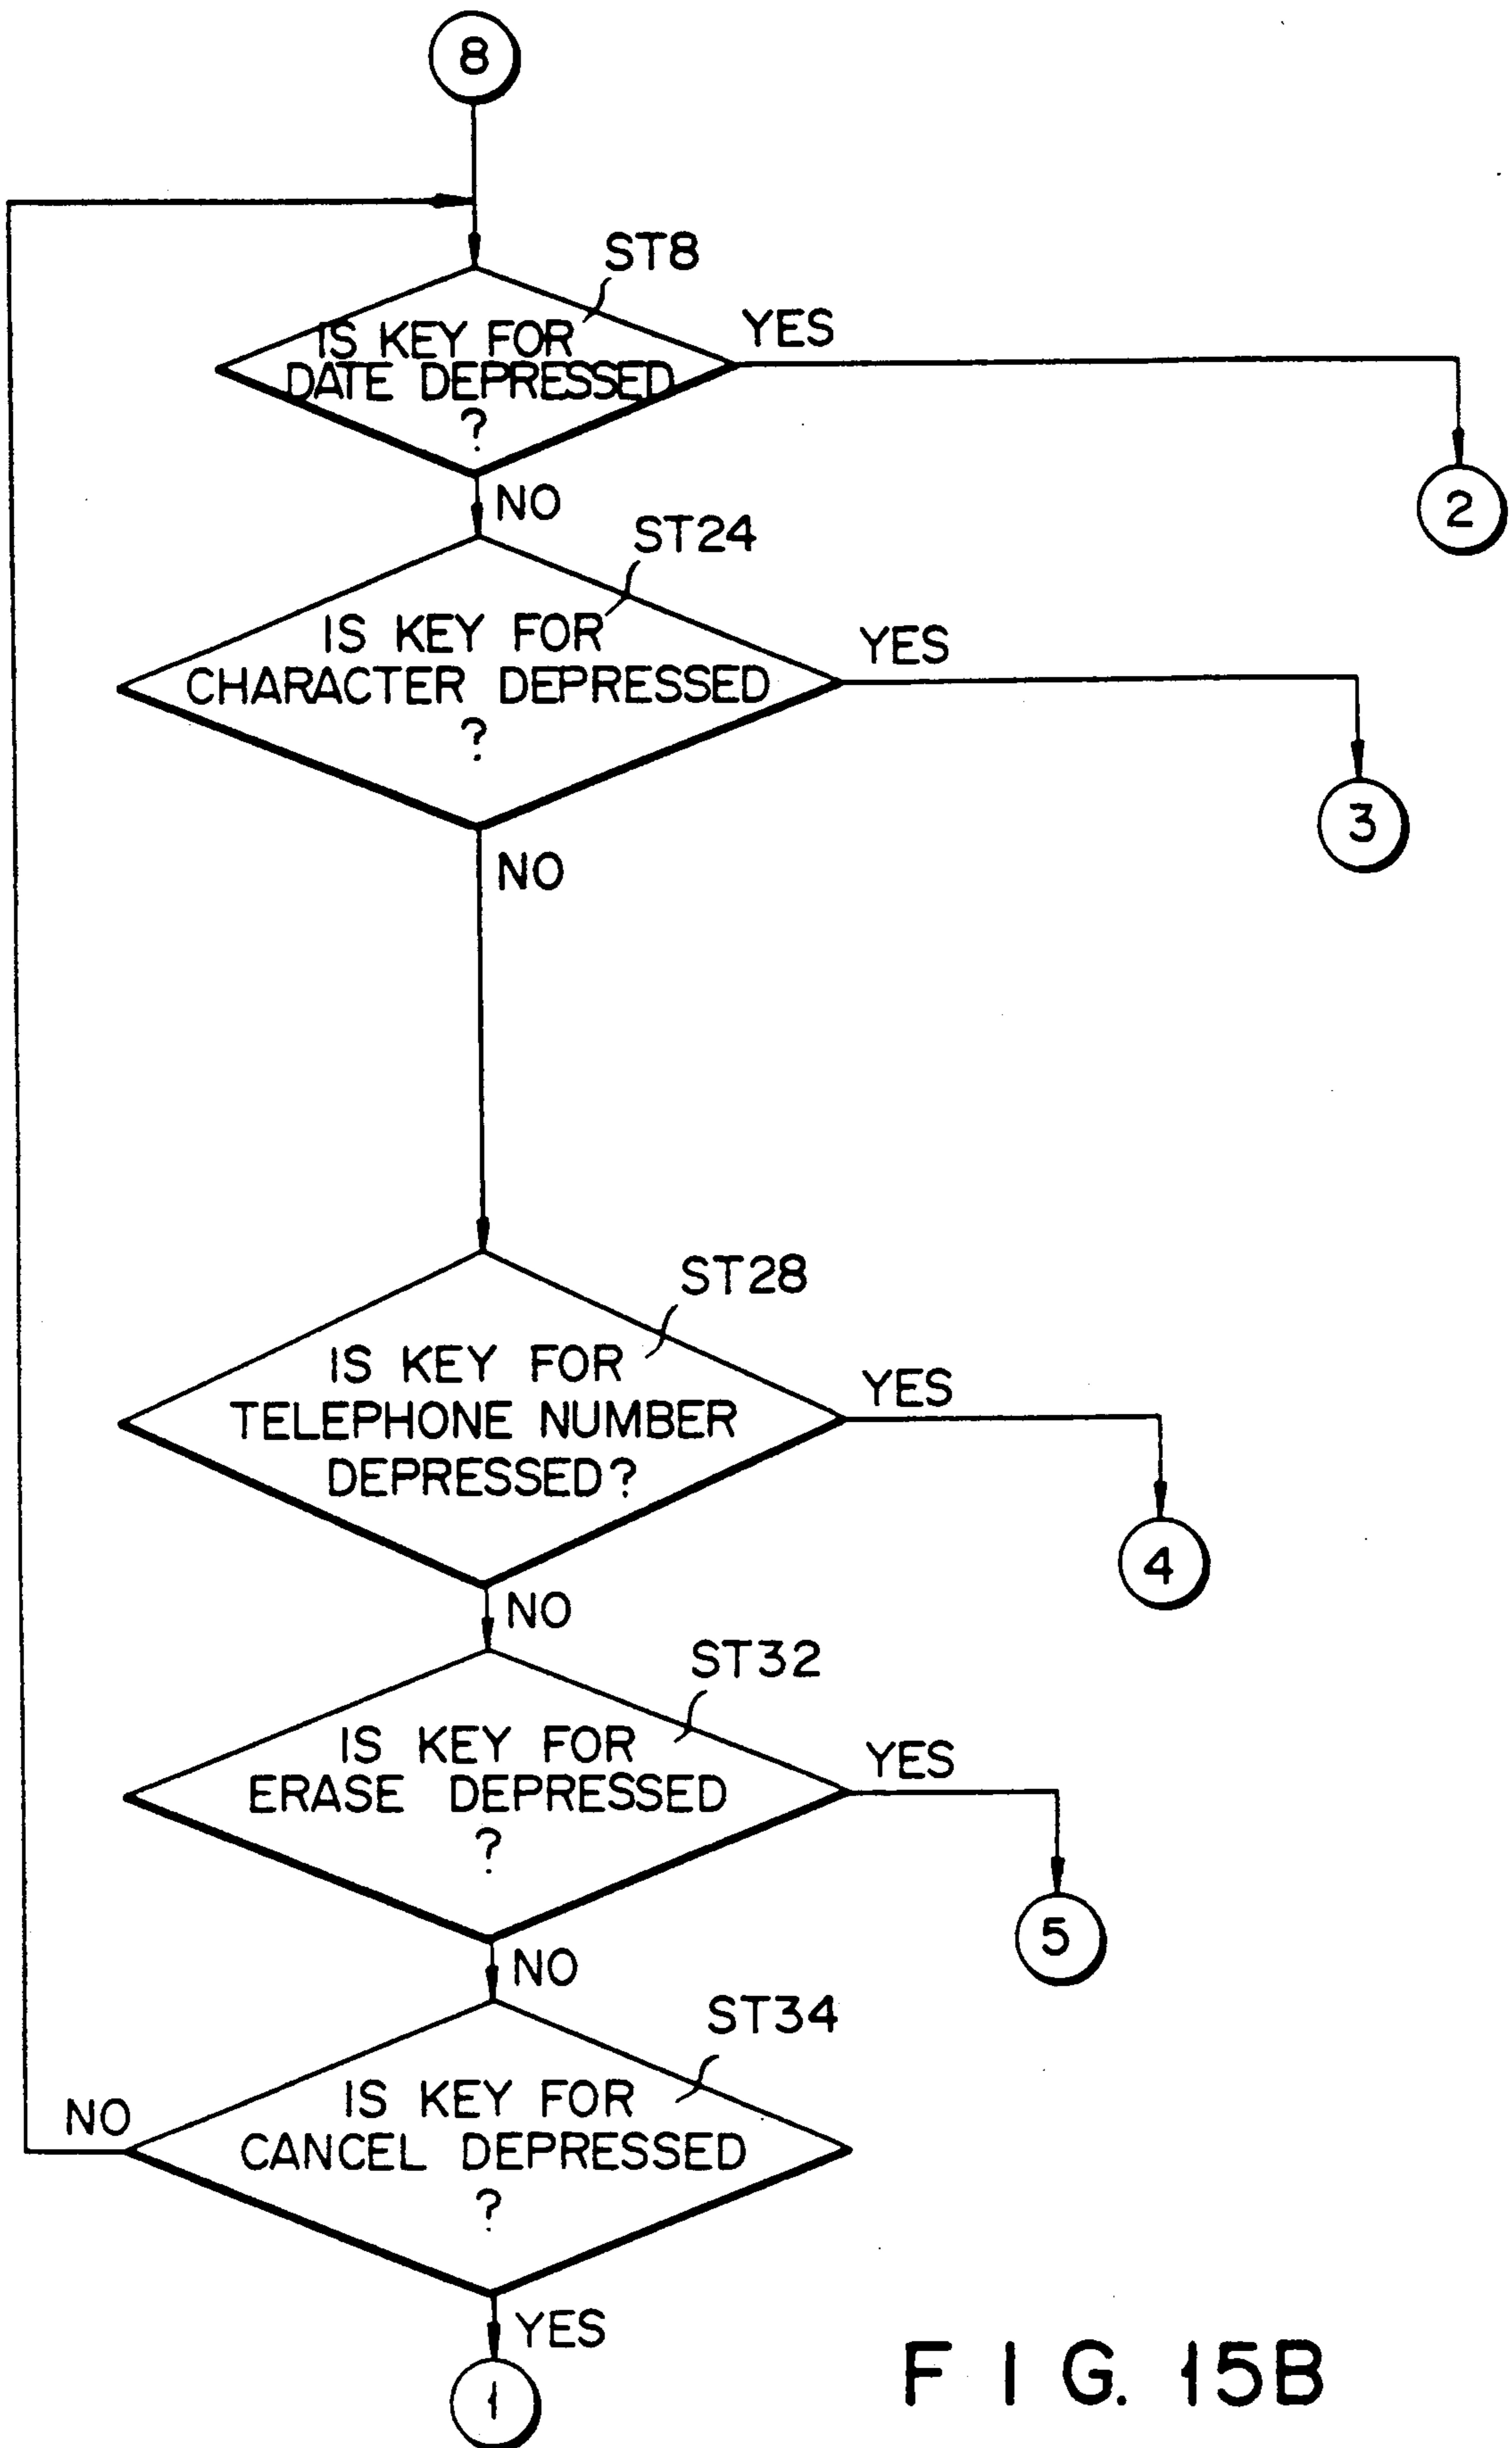 8
ST8
IS KEY FOR
DATE DEPRESSED
?
YES
2
NO
ST24
IS KEY FOR
CHARACTER DEPRESSED
?
YES
3
NO
ST28
IS KEY FOR
TELEPHONE NUMBER
DEPRESSED?
YES
4
NO
ST32
IS KEY FOR
ERASE DEPRESSED
?
YES
5
NO
ST34
IS KEY FOR
CANCEL DEPRESSED
?
NO
YES
1
FIG. 15B